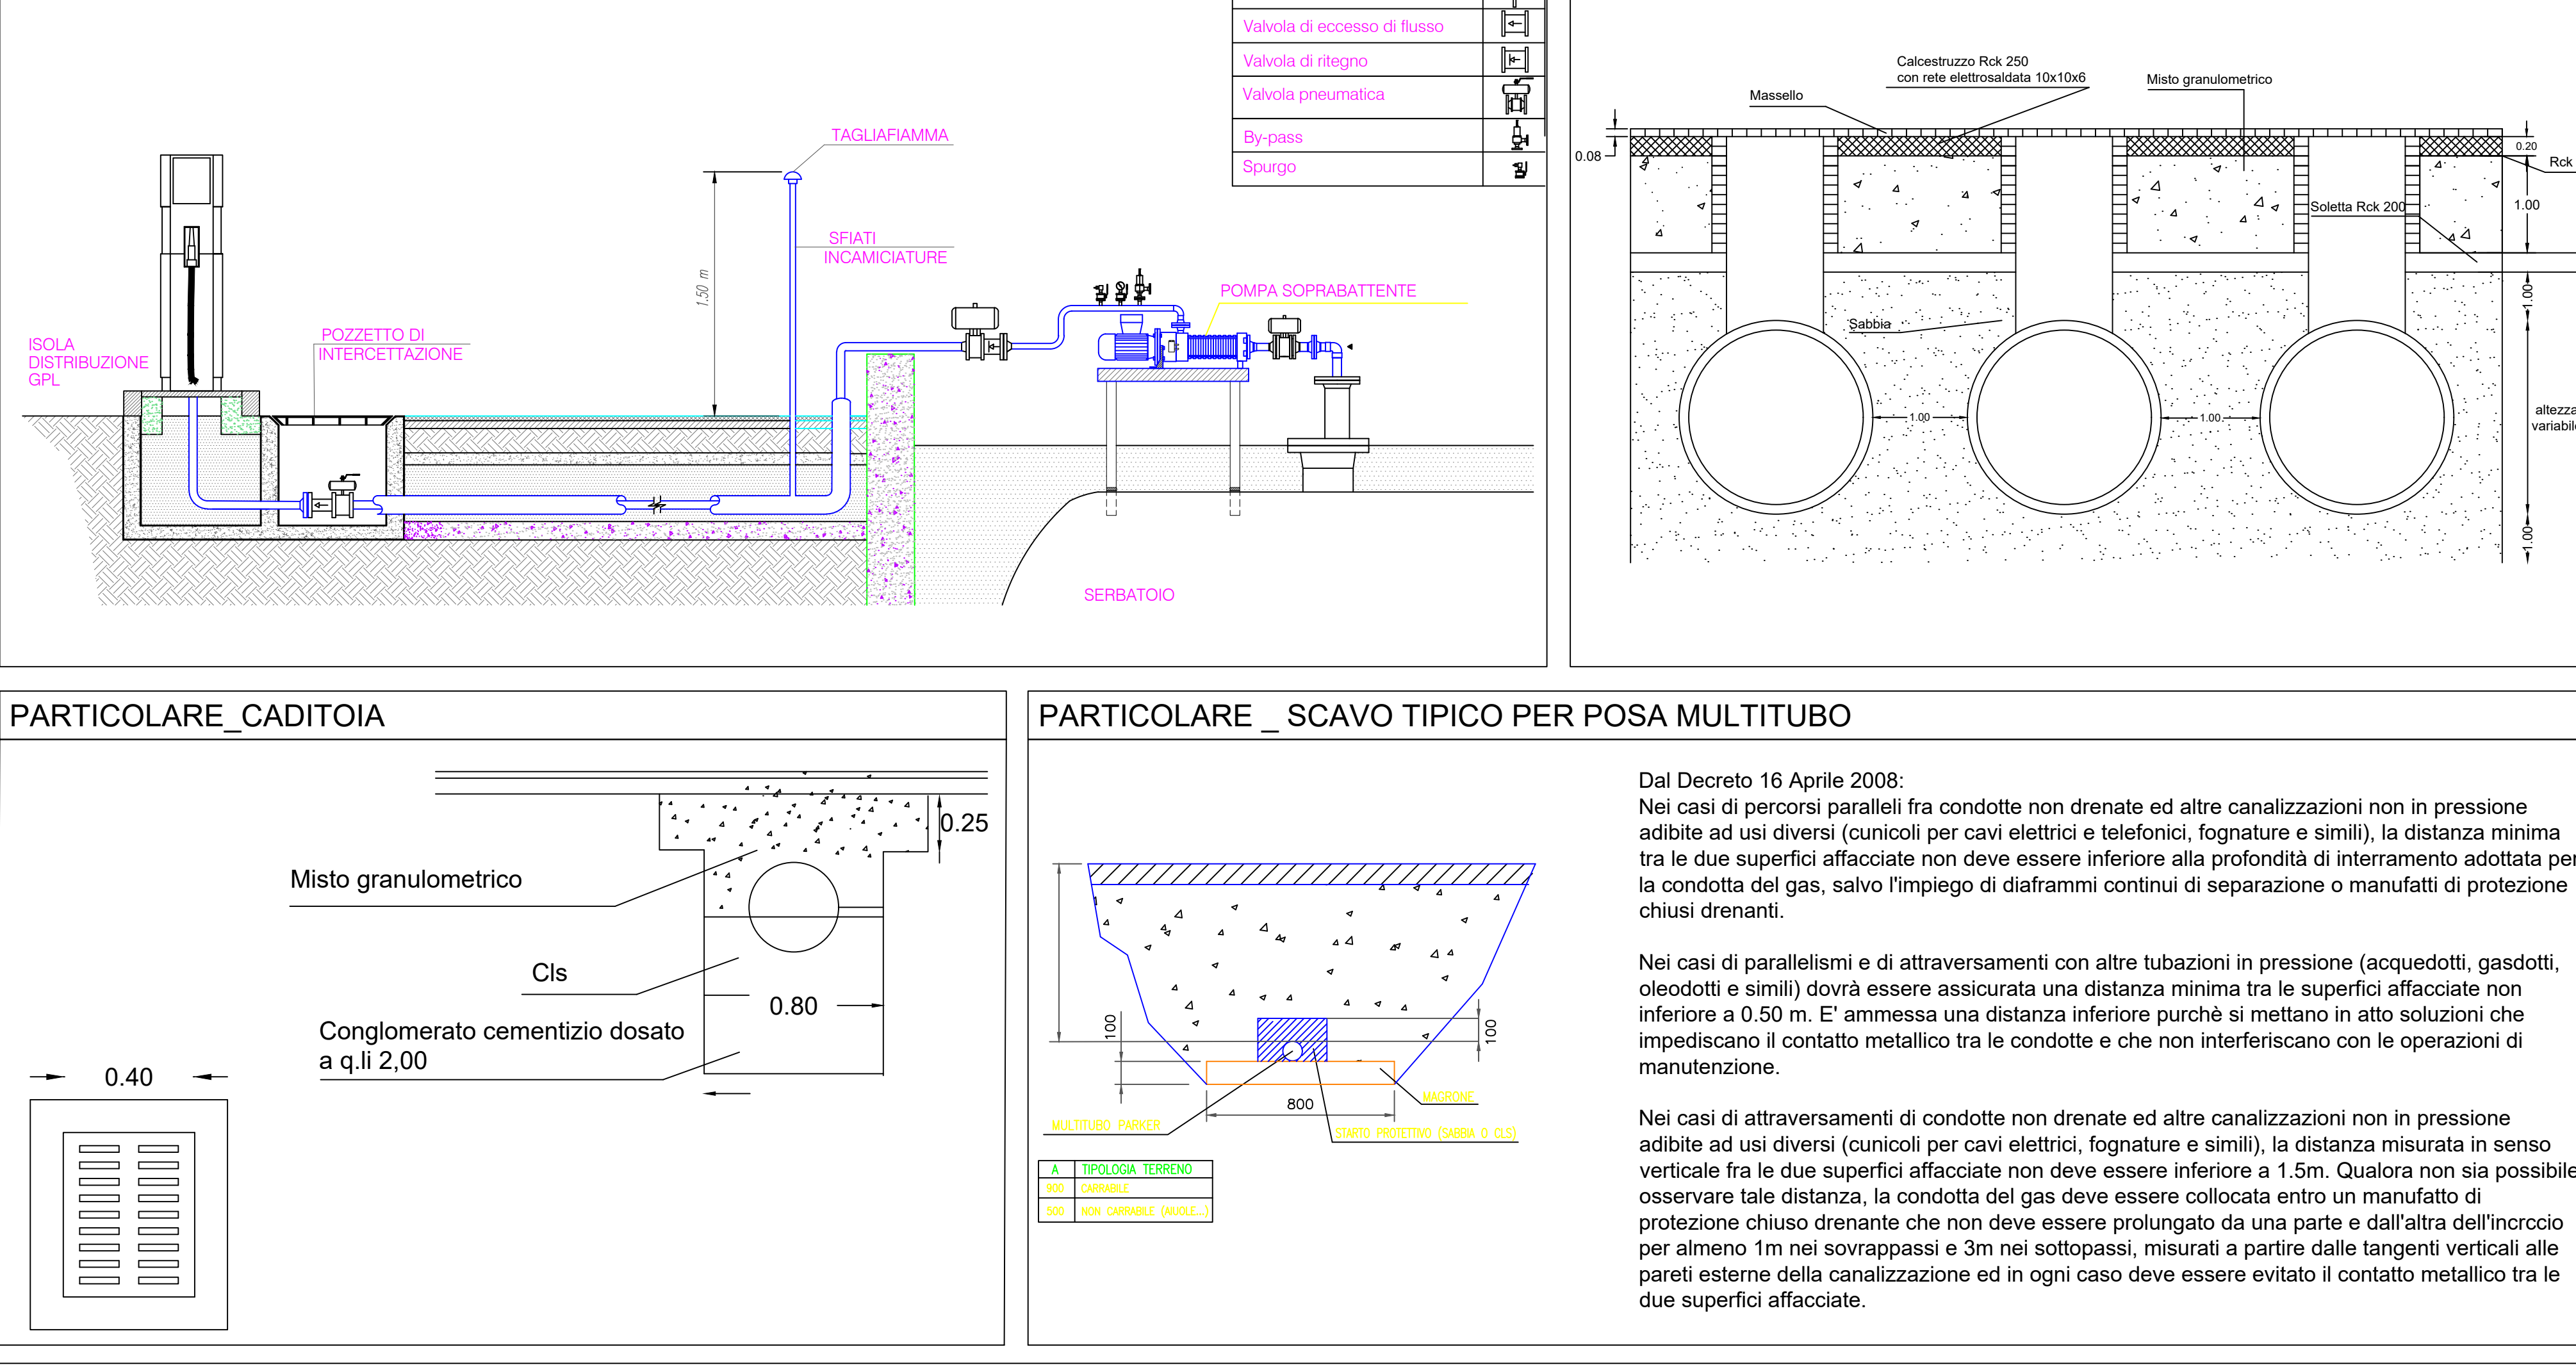 Valvola di eccesso di flusso
Valvola di ritegno
Valvola pneumatica
By-pass
Spurgo
TAGLIAFIAMMA
SFIATI
INCAMICIATURE
1.50 m
POMPA SOPRABATTENTE
ISOLA
DISTRIBUZIONE
GPL
POZZETTO DI
INTERCETTAZIONE
SERBATOIO
Calcestruzzo Rck 250
con rete elettrosaldata 10x10x6
Misto granulometrico
Massello
0.08
0.20
Rck
1.00
Soletta Rck 200
1.00
Sabbia
1.00
1.00
altezza
variabile
1.00
PARTICOLARE_CADITOIA
0.25
Misto granulometrico
Cls
0.80
Conglomerato cementizio dosato
a q.li 2,00
0.40
PARTICOLARE _ SCAVO TIPICO PER POSA MULTITUBO
100
100
800
MAGRONE
MULTITUBO PARKER
STARTO PROTETTIVO (SABBIA O CLS)
A TIPOLOGIA TERRENO
900 CARRABILE
500 NON CARRABILE (AIUOLE...)
Dal Decreto 16 Aprile 2008:
Nei casi di percorsi paralleli fra condotte non drenate ed altre canalizzazioni non in pressione
adibite ad usi diversi (cunicoli per cavi elettrici e telefonici, fognature e simili), la distanza minima
tra le due superfici affacciate non deve essere inferiore alla profondità di interramento adottata per
la condotta del gas, salvo l'impiego di diaframmi continui di separazione o manufatti di protezione
chiusi drenanti.
Nei casi di parallelismi e di attraversamenti con altre tubazioni in pressione (acquedotti, gasdotti,
oleodotti e simili) dovrà essere assicurata una distanza minima tra le superfici affacciate non
inferiore a 0.50 m. E' ammessa una distanza inferiore purchè si mettano in atto soluzioni che
impediscano il contatto metallico tra le condotte e che non interferiscano con le operazioni di
manutenzione.
Nei casi di attraversamenti di condotte non drenate ed altre canalizzazioni non in pressione
adibite ad usi diversi (cunicoli per cavi elettrici, fognature e simili), la distanza misurata in senso
verticale fra le due superfici affacciate non deve essere inferiore a 1.5m. Qualora non sia possibile
osservare tale distanza, la condotta del gas deve essere collocata entro un manufatto di
protezione chiuso drenante che non deve essere prolungato da una parte e dall'altra dell'incrccio
per almeno 1m nei sovrappassi e 3m nei sottopassi, misurati a partire dalle tangenti verticali alle
pareti esterne della canalizzazione ed in ogni caso deve essere evitato il contatto metallico tra le
due superfici affacciate.